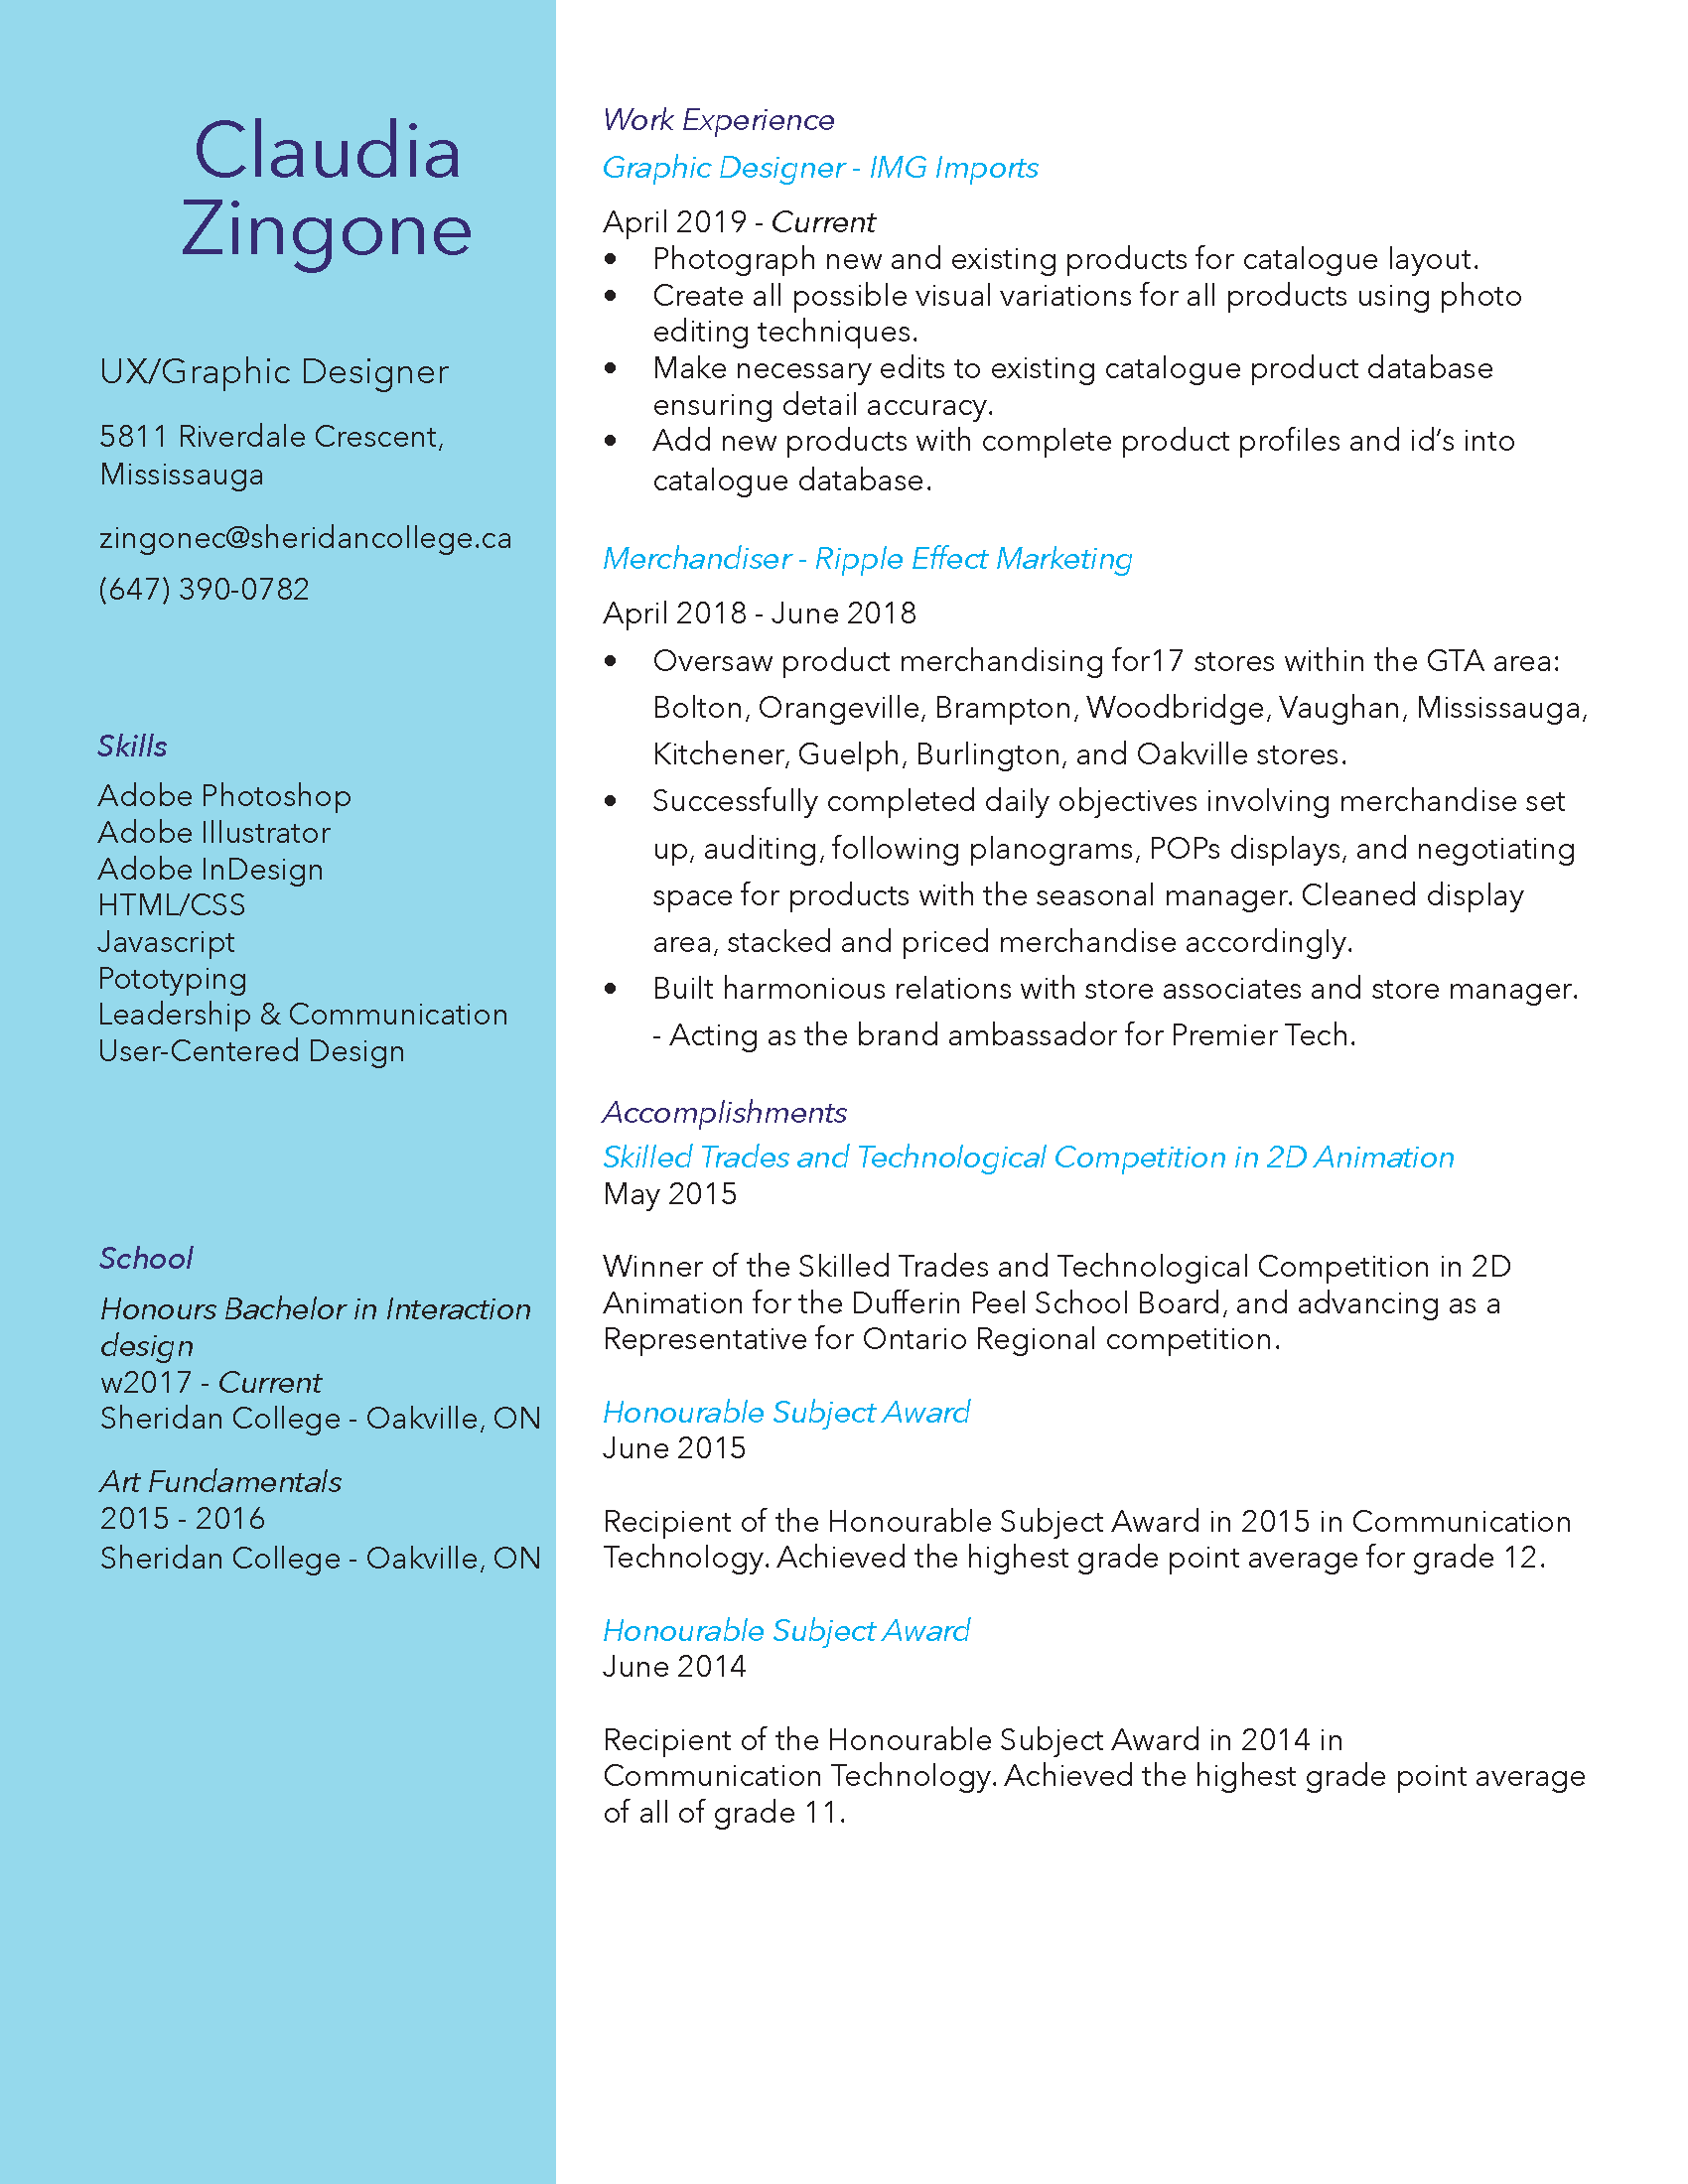 Claudia
Zingone
UX/Graphic Designer
5811 Riverdale Crescent,
Mississauga
zingonec@sheridancollege.ca
(647) 390-0782
Skills
Adobe Photoshop
Adobe Illustrator
Adobe InDesign
HTML/CSS
Javascript
Pototyping
Leadership & Communication
User-Centered Design
School
Honours Bachelor in Interaction
design
w2017 - Current
Sheridan College - Oakville, ON
Art Fundamentals
2015 - 2016
Sheridan College - Oakville, ON
Work Experience
Graphic Designer - IMG Imports
April 2019 - Current
• Photograph new and existing products for catalogue layout.
• Create all possible visual variations for all products using photo
editing techniques.
• Make necessary edits to existing catalogue product database
ensuring detail accuracy.
• Add new products with complete product profiles and id’s into
catalogue database.
Merchandiser - Ripple Effect Marketing
April 2018 - June 2018
• Oversaw product merchandising for17 stores within the GTA area:
Bolton, Orangeville, Brampton, Woodbridge, Vaughan, Mississauga,
Kitchener, Guelph, Burlington, and Oakville stores.
• Successfully completed daily objectives involving merchandise set
up, auditing, following planograms, POPs displays, and negotiating
space for products with the seasonal manager. Cleaned display
area, stacked and priced merchandise accordingly.
• Built harmonious relations with store associates and store manager.
- Acting as the brand ambassador for Premier Tech.
Accomplishments
Skilled Trades and Technological Competition in 2D Animation
May 2015
Winner of the Skilled Trades and Technological Competition in 2D
Animation for the Dufferin Peel School Board, and advancing as a
Representative for Ontario Regional competition.
Honourable Subject Award
June 2015
Recipient of the Honourable Subject Award in 2015 in Communication
Technology. Achieved the highest grade point average for grade 12.
Honourable Subject Award
June 2014
Recipient of the Honourable Subject Award in 2014 in
Communication Technology. Achieved the highest grade point average
of all of grade 11.